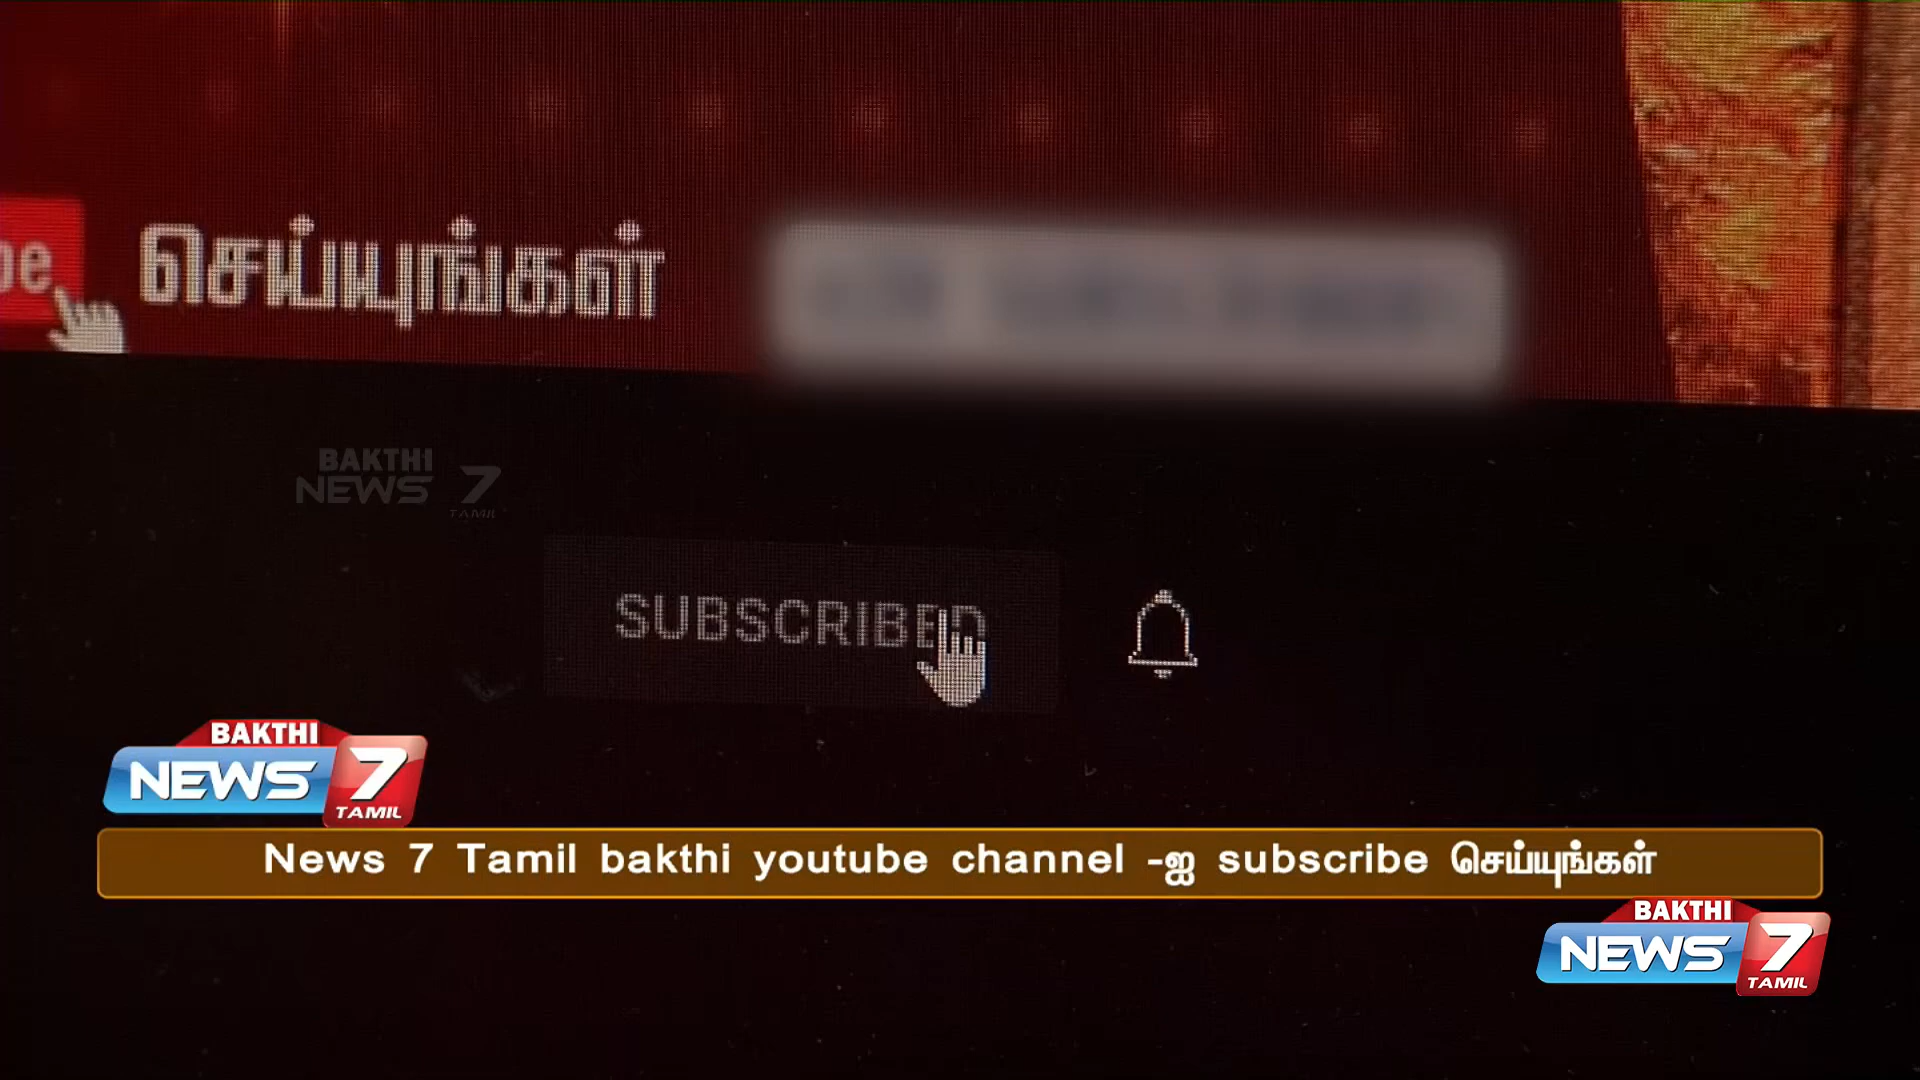 செய்யுங்கள்
BAKTHI
NEWS 7
TAMIL
SUBSCRIBED
BAKTHI
NEWS 7
TAMIL
News 7 Tamil bakthi youtube channel -ஐ subscribe செய்யுங்கள்
BAKTHI
NEWS 7
TAMIL